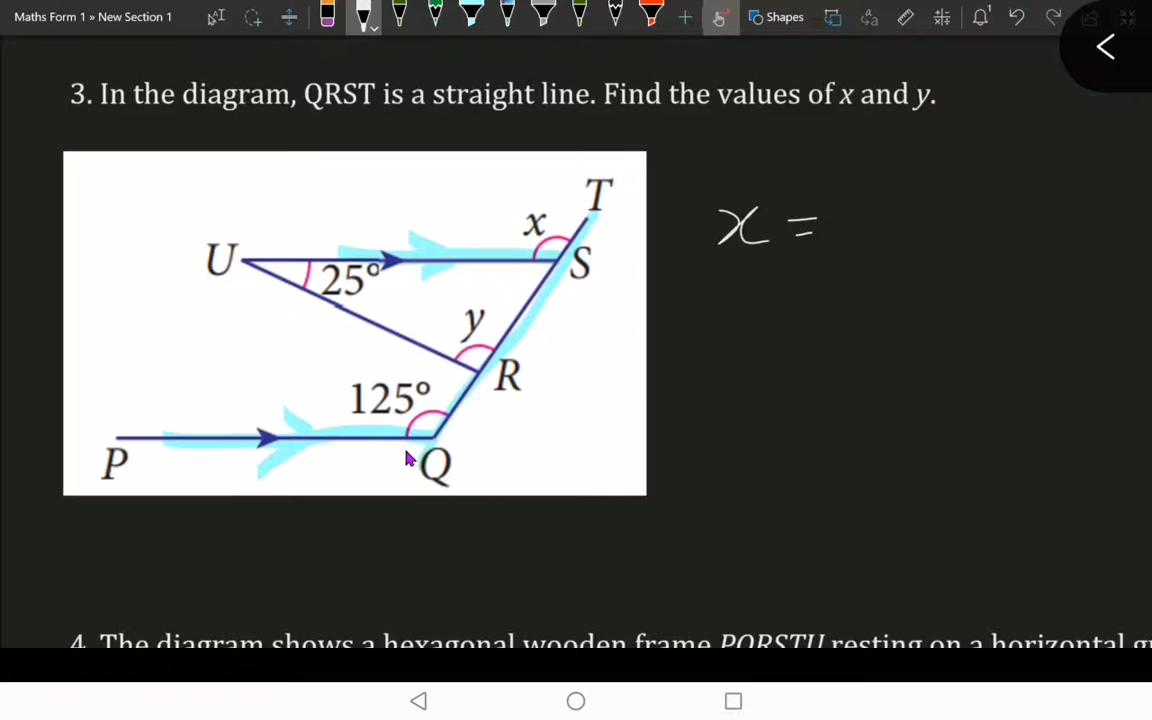 Maths Form 1 » New Section 1
Shapes
1
3. In the diagram, QRST is a straight line. Find the values of x and y.
T
x
x =
U
S
25°
y
R
125°
P
Q